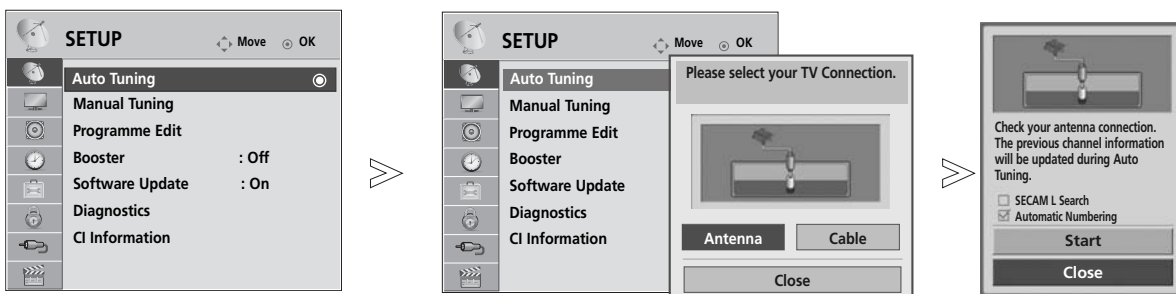 SETUP Move OK
Auto Tuning
Manual Tuning
Programme Edit
Booster : Off
Software Update : On
Diagnostics
CI Information
SETUP Move OK
Auto Tuning
Manual Tuning
Programme Edit
Booster
Software Update
Diagnostics
CI Information
Please select your TV Connection.
Antenna Cable
Close
Check your antenna connection.
The previous channel information
will be updated during Auto
Tuning.
SECAM L Search
Automatic Numbering
Start
Close